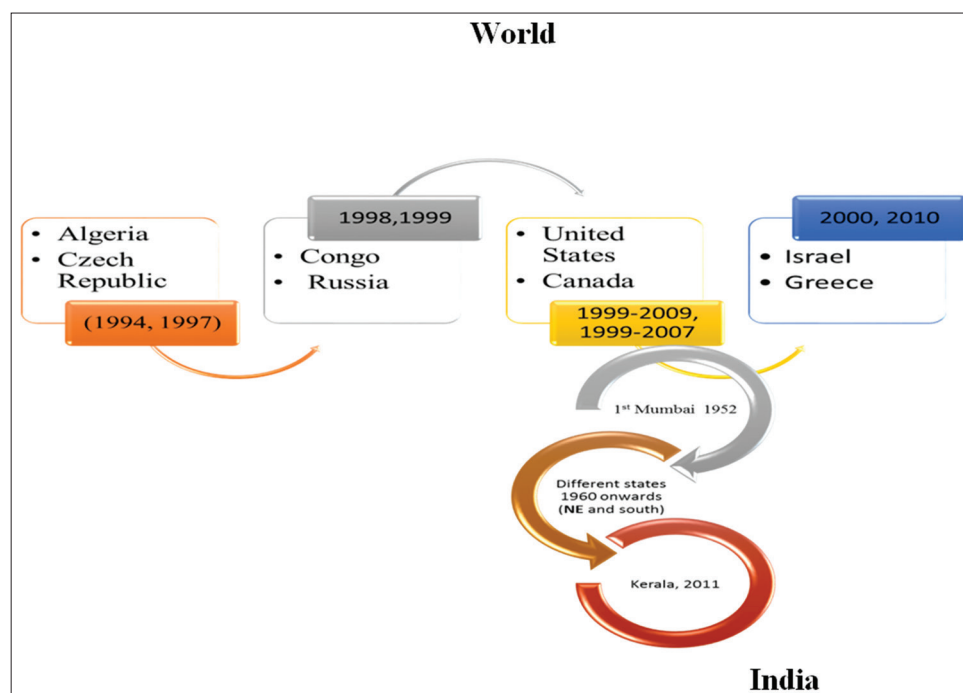 World
• Algeria
• Czech
Republic
(1994, 1997)
1998,1999
• Congo
• Russia
• United
States
• Canada
1999-2009,
1999-2007
2000, 2010
• Israel
• Greece
1st Mumbai 1952
Different states
1960 onwards
(NE and south)
Kerala, 2011
India